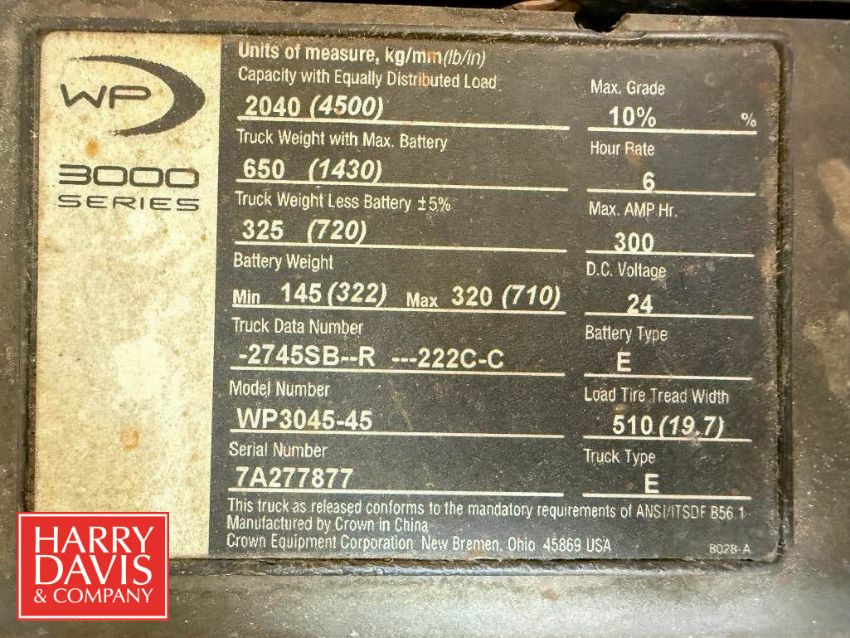 WP
3000
SERIES
Units of measure, kg/mm(lb/in)
Capacity with Equally Distributed Load
2040 (4500)
Truck Weight with Max. Battery
650 (1430)
Truck Weight Less Battery ±5%
325 (720)
Battery Weight
Min 145 (322) Max 320 (710)
Truck Data Number
-2745SB--R ---222C-C
Model Number
WP3045-45
Serial Number
7A277877
Max. Grade
10% %
Hour Rate
6
Max. AMP Hr.
300
D.C. Voltage
24
Battery Type
E
Load Tire Tread Width
510 (19.7)
Truck Type
E
This truck as released conforms to the mandatory requirements of ANSI/ITSDF B56.1
Manufactured by Crown in China
Crown Equipment Corporation New Bremen, Ohio 45869 USA
8028-A
HARRY
DAVIS
& COMPANY